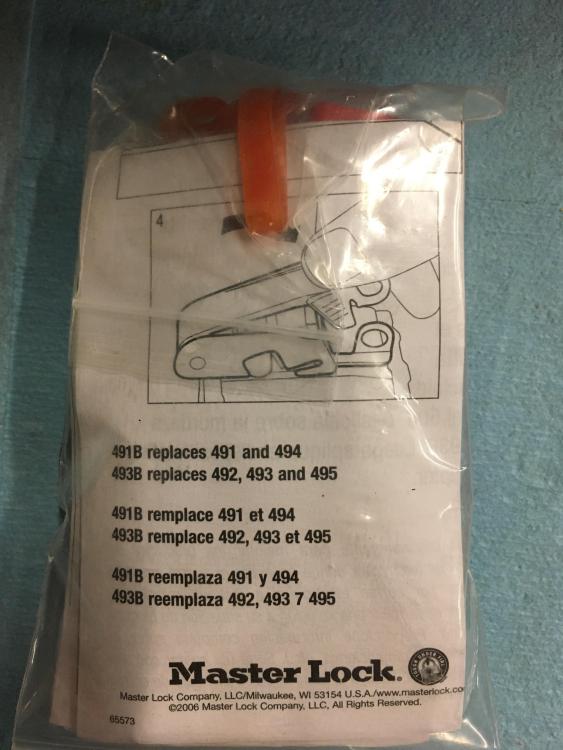 4
491B replaces 491 and 494
493B replaces 492, 493 and 495
491B remplace 491 et 494
493B remplace 492, 493 et 495
491B reemplaza 491 y 494
493B reemplaza 492, 493 7 495
Master Lock.
Master Lock Company, LLC/Milwaukee, WI 53154 U.S.A./www.masterlock.co
©2006 Master Lock Company, LLC, All Rights Reserved.
65573